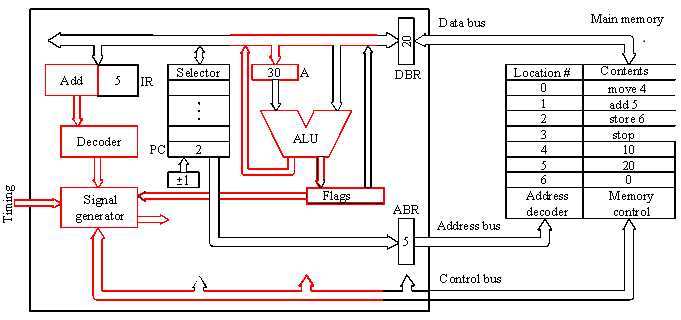 Data bus
Main memory
20
DBR
Add 5 IR
Selector
30 A
Location # Contents
0 move 4
1 add 5
2 store 6
3 stop
4 10
5 20
6 0
Address decoder
Memory control
ALU
Decoder
PC 2
±1
Timing
Signal generator
Flags
ABR
5
Address bus
Control bus